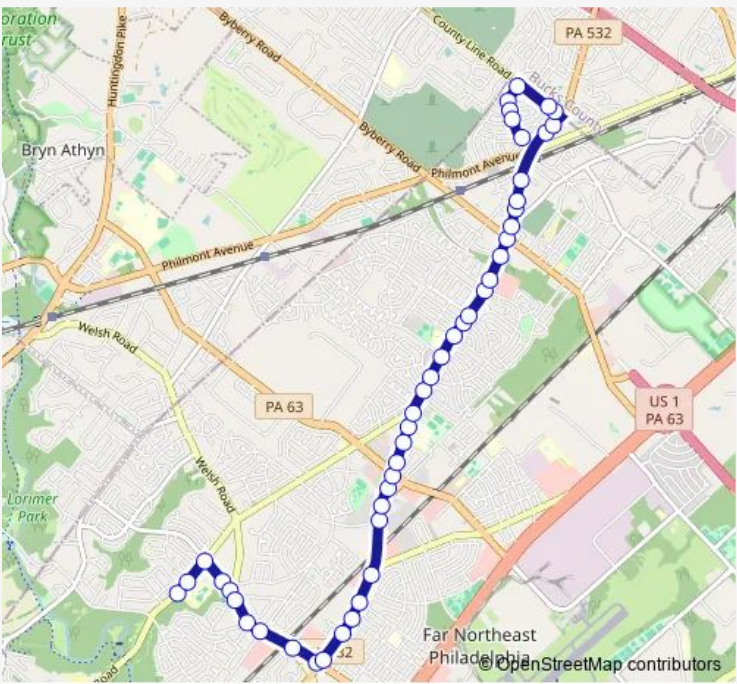 oration
rust
Huntingdon Pike
Byberry Road
County Line Road
PA 532
Bucks County
Bryn Athyn
Byberry Road
Philmont Avenue
Philmont Avenue
Welsh Road
PA 63
US 1
PA 63
Welsh Road
Lorimer
Park
32
Far Northeast
Philadelphia
Road
© OpenStreetMap contributors